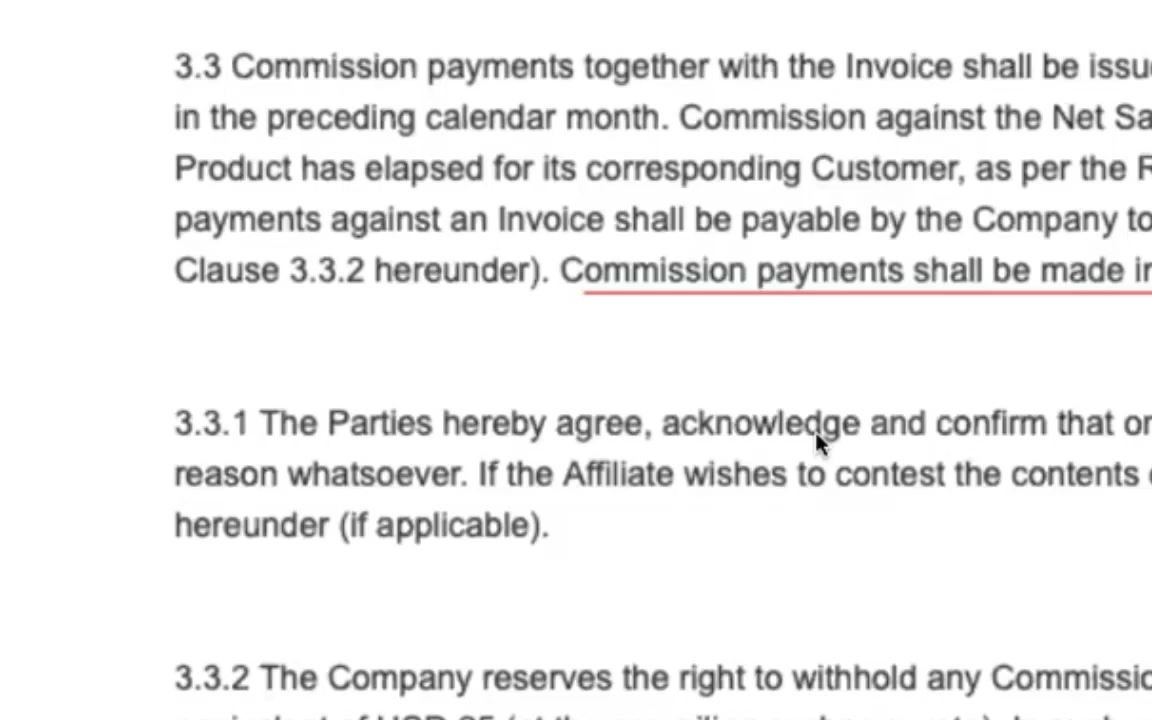 3.3 Commission payments together with the Invoice shall be issu
in the preceding calendar month. Commission against the Net Sa
Product has elapsed for its corresponding Customer, as per the R
payments against an Invoice shall be payable by the Company to
Clause 3.3.2 hereunder). Commission payments shall be made in
3.3.1 The Parties hereby agree, acknowledge and confirm that or
reason whatsoever. If the Affiliate wishes to contest the contents
hereunder (if applicable).
3.3.2 The Company reserves the right to withhold any Commissio